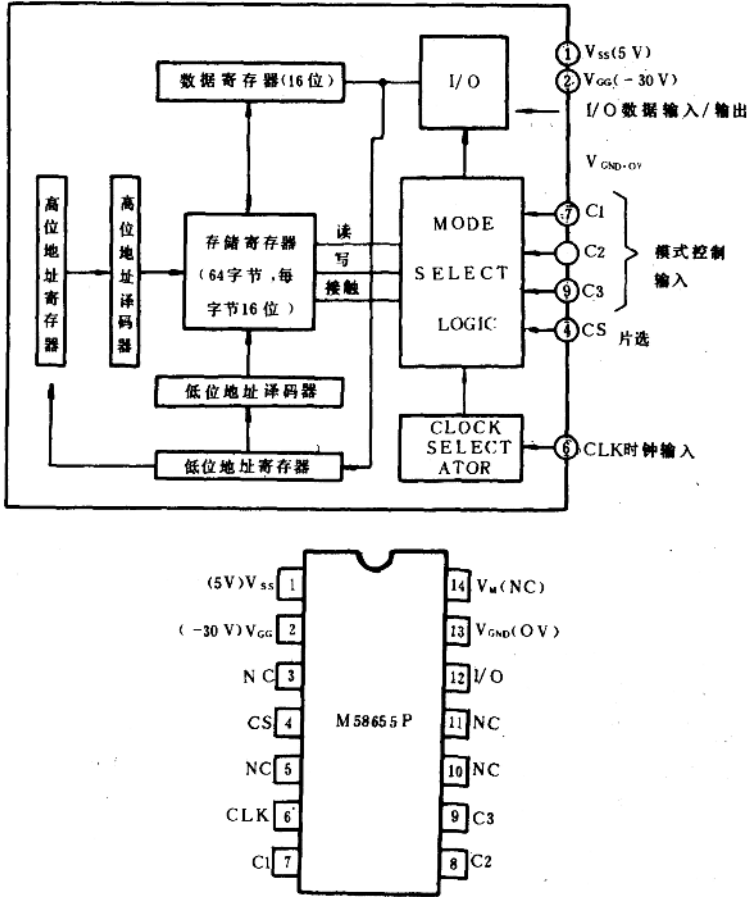 ① Vss(5V)
② VGG(-30V)
数据寄存器(16位)
I/O
I/O数据输入/输出
VGND-0V
高位地址寄存器
高位地址译码器
存储寄存器
(64字节,每
字节16位)
读
写
接触
MODE
SELECT
LOGIC
⑦ C1
C2
⑨ C3
模式控制
输入
④ CS 片选
低位地址译码器
低位地址寄存器
CLOCK
SELECT
ATOR
⑥ CLK时钟输入
(5V)Vss 1
(-30V)VGG 2
NC 3
CS 4
NC 5
CLK 6
C1 7
M58655P
14 VM(NC)
13 VGND(0V)
12 I/O
11 NC
10 NC
9 C3
8 C2